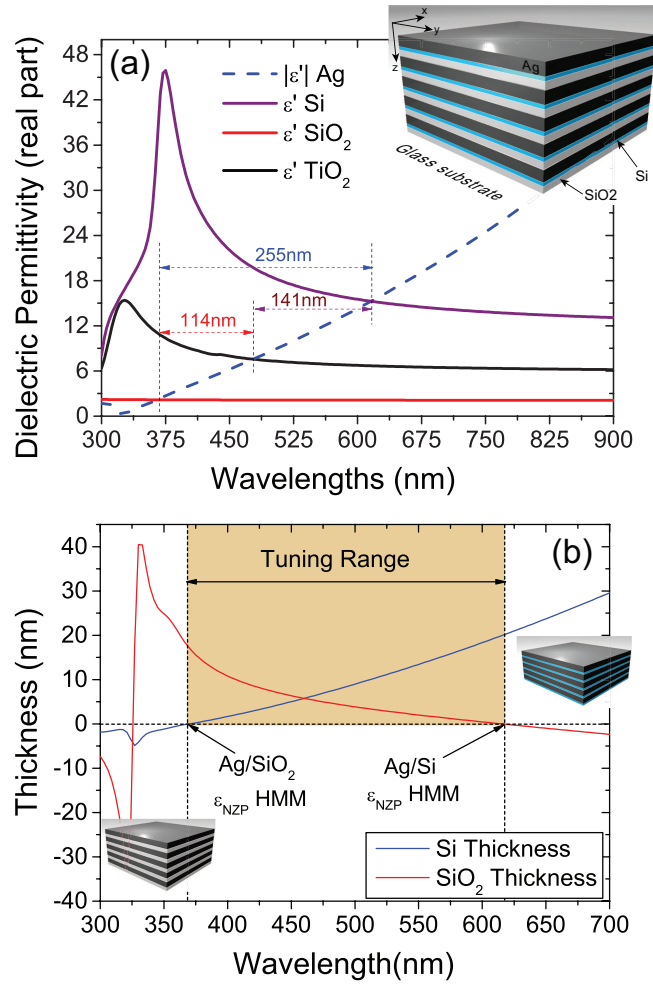 (a)
|ε'| Ag
ε' Si
ε' SiO2
ε' TiO2
x
y
z
Ag
Si
SiO2
Glass substrate
255nm
141nm
114nm
48
42
36
30
24
18
12
6
0
Dielectric Permittivity (real part)
300 375 450 525 600 675 750 825 900
Wavelengths (nm)
(b)
Tuning Range
Ag/SiO2
εNZP HMM
Ag/Si
εNZP HMM
Si Thickness
SiO2 Thickness
40
30
20
10
0
-10
-20
-30
-40
Thickness (nm)
300 350 400 450 500 550 600 650 700
Wavelength(nm)